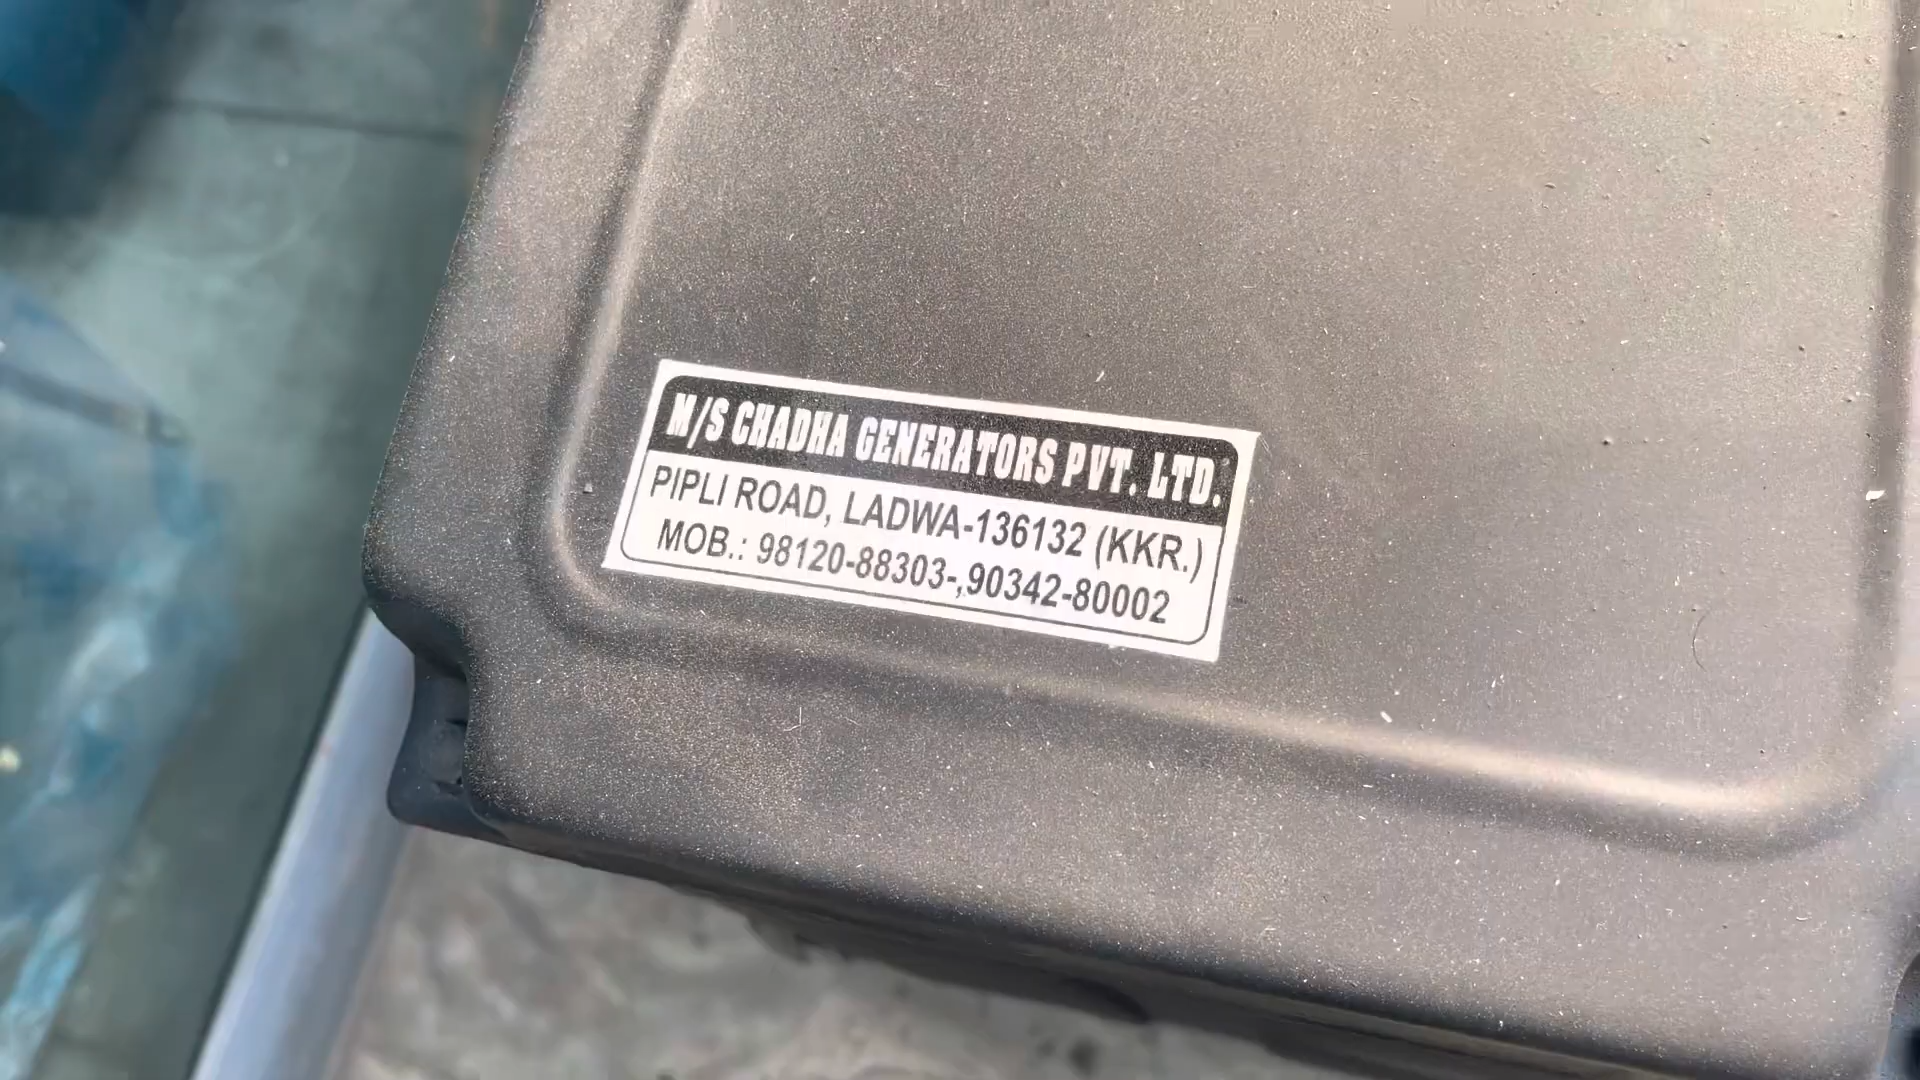 M/S CHADHA GENERATORS PVT. LTD.
PIPLI ROAD, LADWA-136132 (KKR.)
MOB.: 98120-88303-,90342-80002